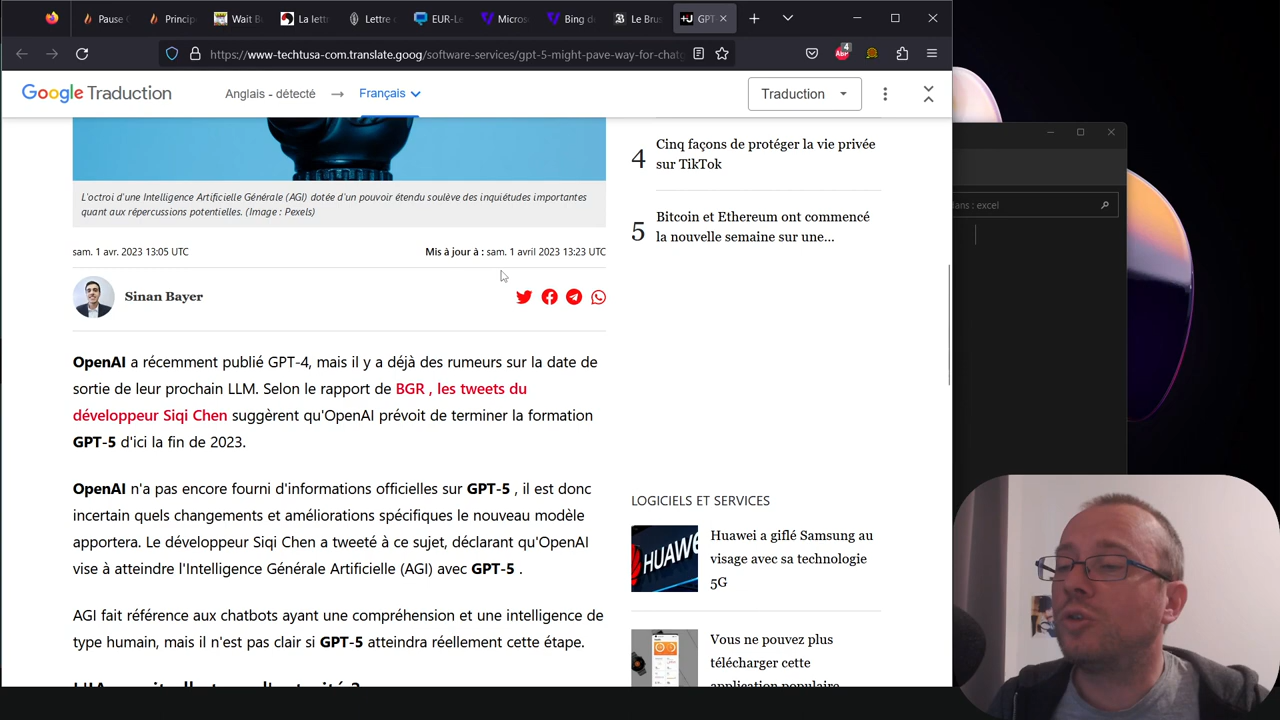 Pause
Princip
Wait B
La lettr
Lettre
EUR-Le
Micros
Bing d
Le Brus
GPT
https://www-techtusa-com.translate.goog/software-services/gpt-5-might-pave-way-for-chatg
4
Google Traduction
Anglais - détecté
Français
Traduction
L'octroi d'une Intelligence Artificielle Générale (AGI) dotée d'un pouvoir étendu soulève des inquiétudes importantes
quant aux répercussions potentielles. (Image : Pexels)
sam. 1 avr. 2023 13:05 UTC
Mis à jour à : sam. 1 avril 2023 13:23 UTC
Sinan Bayer
OpenAI a récemment publié GPT-4, mais il y a déjà des rumeurs sur la date de
sortie de leur prochain LLM. Selon le rapport de BGR , les tweets du
développeur Siqi Chen suggèrent qu'OpenAI prévoit de terminer la formation
GPT-5 d'ici la fin de 2023.
OpenAI n'a pas encore fourni d'informations officielles sur GPT-5 , il est donc
incertain quels changements et améliorations spécifiques le nouveau modèle
apportera. Le développeur Siqi Chen a tweeté à ce sujet, déclarant qu'OpenAI
vise à atteindre l'Intelligence Générale Artificielle (AGI) avec GPT-5 .
AGI fait référence aux chatbots ayant une compréhension et une intelligence de
type humain, mais il n'est pas clair si GPT-5 atteindra réellement cette étape.
4
Cinq façons de protéger la vie privée
sur TikTok
5
Bitcoin et Ethereum ont commencé
la nouvelle semaine sur une...
LOGICIELS ET SERVICES
HUAWEI
Huawei a giflé Samsung au
visage avec sa technologie
5G
Vous ne pouvez plus
télécharger cette
application populaire
dans : excel